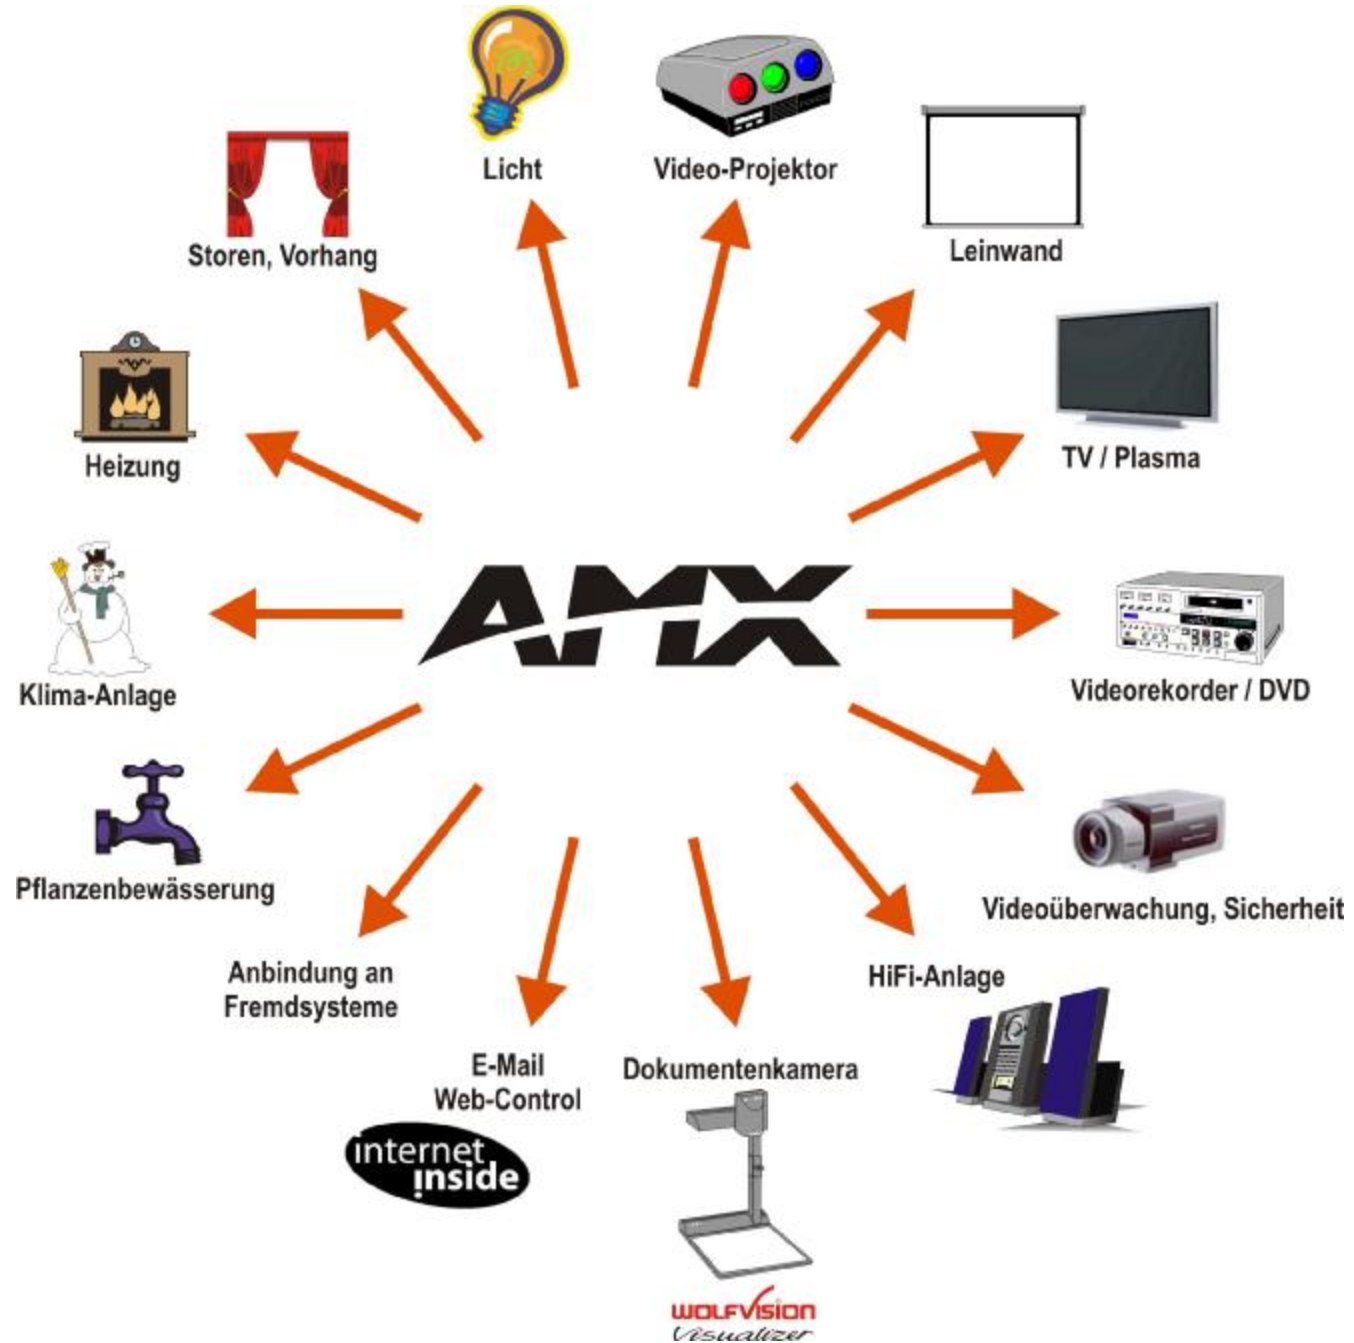 Licht
Video-Projektor
Storen, Vorhang
Leinwand
Heizung
TV / Plasma
AMX
Klima-Anlage
Videorekorder / DVD
Pflanzenbewässerung
Videoüberwachung, Sicherheit
Anbindung an
Fremdsysteme
HiFi-Anlage
E-Mail
Web-Control
internet
inside
Dokumentenkamera
WOLFVISION
Visualizer